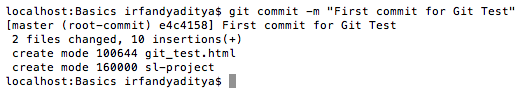 localhost:Basics irfandyaditya$ git commit -m "First commit for Git Test"
[master (root-commit) e4c4158] First commit for Git Test
 2 files changed, 10 insertions(+)
 create mode 100644 git_test.html
 create mode 160000 sl-project
localhost:Basics irfandyaditya$